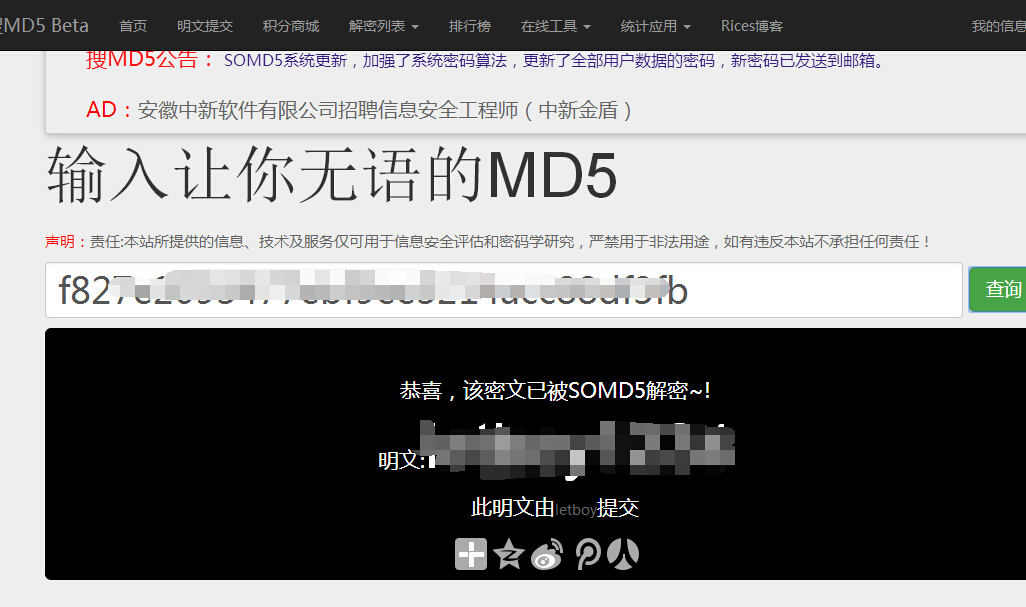 MD5 Beta 首页 明文提交 积分商城 解密列表 排行榜 在线工具 统计应用 Rices博客 我的信息
搜MD5公告： SOMD5系统更新，加强了系统密码算法，更新了全部用户数据的密码，新密码已发送到邮箱。
AD：安徽中新软件有限公司招聘信息安全工程师（中新金盾）
输入让你无语的MD5
声明：责任:本站所提供的信息、技术及服务仅可用于信息安全评估和密码学研究，严禁用于非法用途，如有违反本站不承担任何责任！
查询
恭喜，该密文已被SOMD5解密~!
明文:
此明文由letboy提交